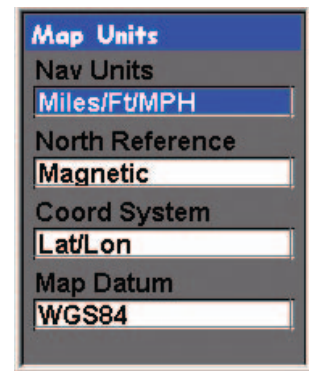 Map Units
Nav Units
Miles/Ft/MPH
North Reference
Magnetic
Coord System
Lat/Lon
Map Datum
WGS84